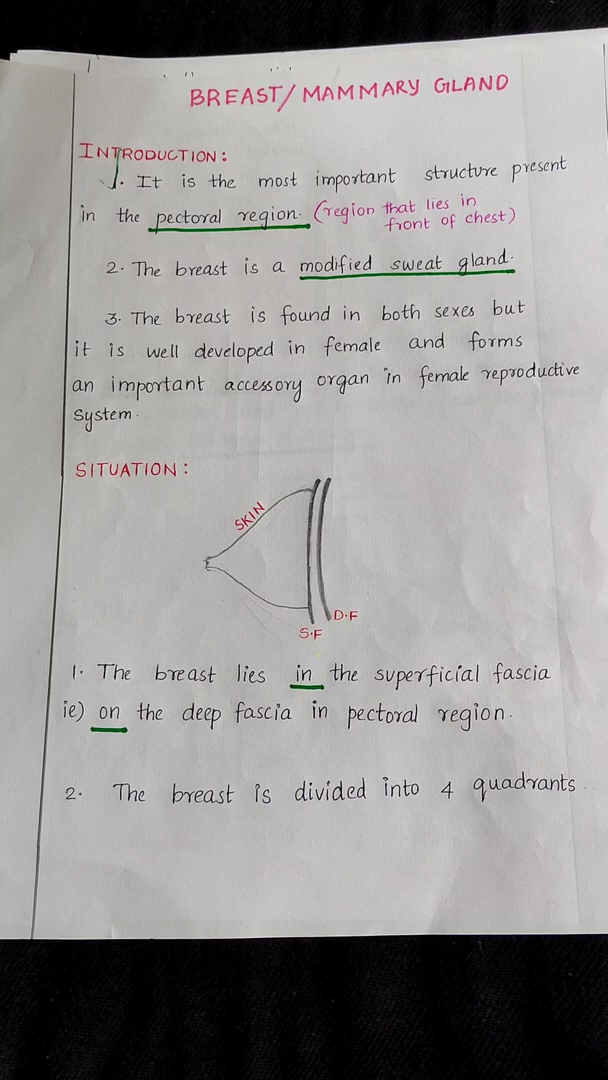 BREAST/ MAMMARY GLAND
INTRODUCTION:
1. It is the most important structure present
in the pectoral region. (region that lies in
front of chest)
2. The breast is a modified sweat gland.
3. The breast is found in both sexes but
it is well developed in female and forms
an important accessory organ in female reproductive
system.
SITUATION:
SKIN
D.F
S.F
1. The breast lies in the superficial fascia
ie) on the deep fascia in pectoral region.
2. The breast is divided into 4 quadrants.